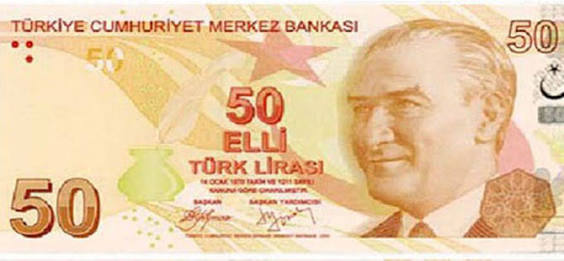 TÜRKİYE CUMHURİYET MERKEZ BANKASI
50
50
50
ELLİ
TÜRK LİRASI
14 OCAK 1970 TARİH VE 1211 SAYILI
KANUNA GÖRE ÇIKARILMIŞTIR.
BAŞKAN BAŞKAN YARDIMCISI
50